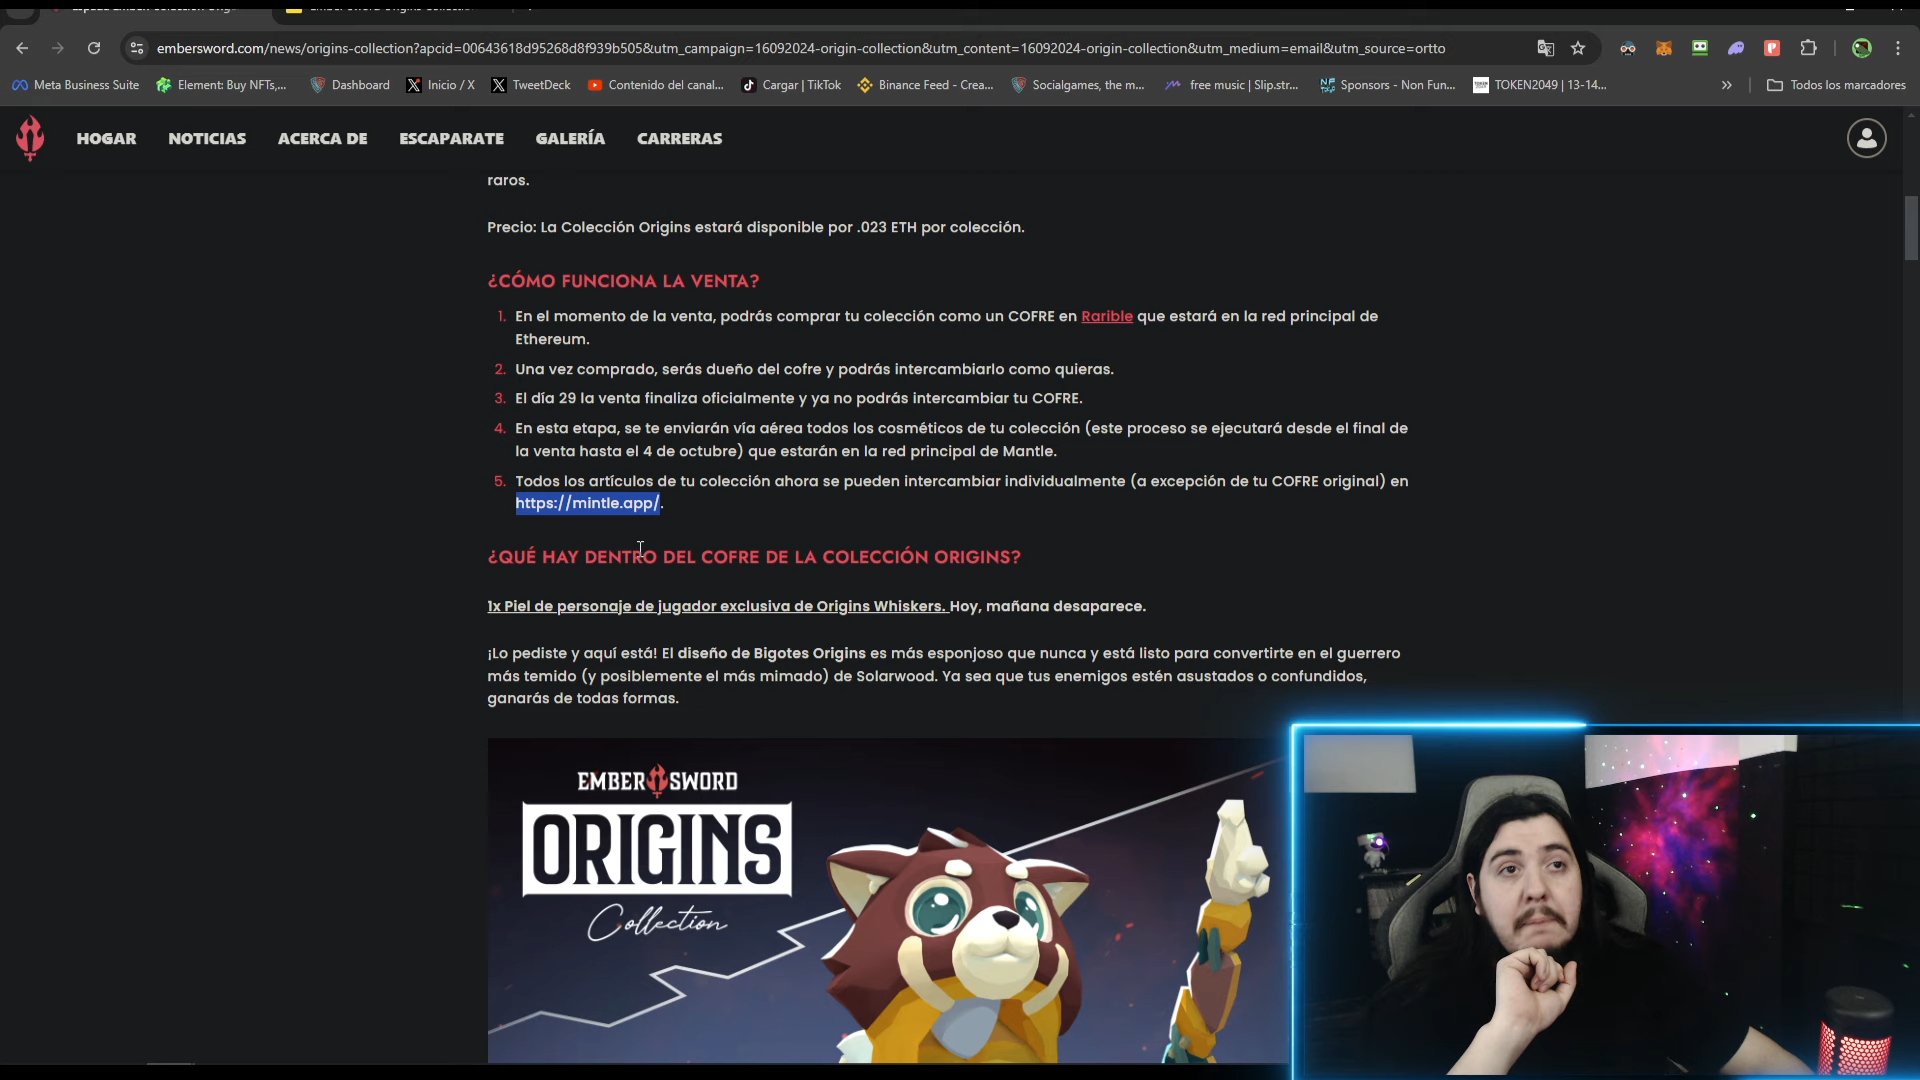 embersword.com/news/origins-collection?apcid=00643618d95268d8f939b505&utm_campaign=16092024-origin-collection&utm_content=16092024-origin-collection&utm_medium=email&utm_source=ortto
Meta Business Suite
Element: Buy NFTs,...
Dashboard
Inicio / X
TweetDeck
Contenido del canal...
Cargar | TikTok
Binance Feed - Crea...
Socialgames, the m...
free music | Slip.str...
Sponsors - Non Fun...
TOKEN2049 | 13-14...
»
Todos los marcadores
HOGAR
NOTICIAS
ACERCA DE
ESCAPARATE
GALERÍA
CARRERAS
raros.
Precio: La Colección Origins estará disponible por .023 ETH por colección.
¿CÓMO FUNCIONA LA VENTA?
1. En el momento de la venta, podrás comprar tu colección como un COFRE en Rarible que estará en la red principal de
Ethereum.
2. Una vez comprado, serás dueño del cofre y podrás intercambiarlo como quieras.
3. El día 29 la venta finaliza oficialmente y ya no podrás intercambiar tu COFRE.
4. En esta etapa, se te enviarán vía aérea todos los cosméticos de tu colección (este proceso se ejecutará desde el final de
la venta hasta el 4 de octubre) que estarán en la red principal de Mantle.
5. Todos los artículos de tu colección ahora se pueden intercambiar individualmente (a excepción de tu COFRE original) en
https://mintle.app/.
¿QUÉ HAY DENTRO DEL COFRE DE LA COLECCIÓN ORIGINS?
1x Piel de personaje de jugador exclusiva de Origins Whiskers. Hoy, mañana desaparece.
¡Lo pediste y aquí está! El diseño de Bigotes Origins es más esponjoso que nunca y está listo para convertirte en el guerrero
más temido (y posiblemente el más mimado) de Solarwood. Ya sea que tus enemigos estén asustados o confundidos,
ganarás de todas formas.
EMBER SWORD
ORIGINS
Collection